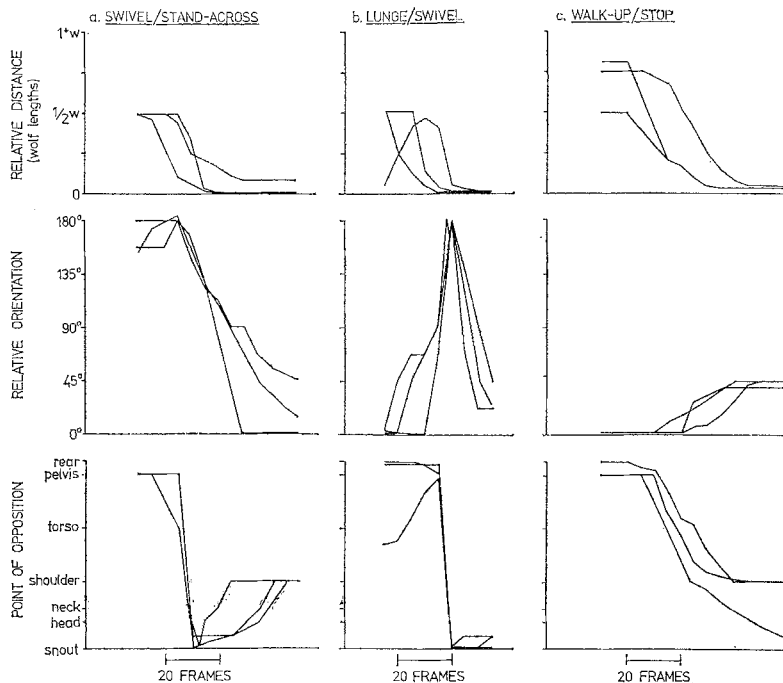 a. SWIVEL/STAND-ACROSS
b. LUNGE/SWIVEL
c. WALK-UP/STOP
RELATIVE DISTANCE
(wolf lengths)
1+w
1/2w
0
RELATIVE ORIENTATION
180°
135°
90°
45°
0°
POINT OF OPPOSITION
rear
pelvis
torso
shoulder
neck
head
snout
20 FRAMES
20 FRAMES
20 FRAMES